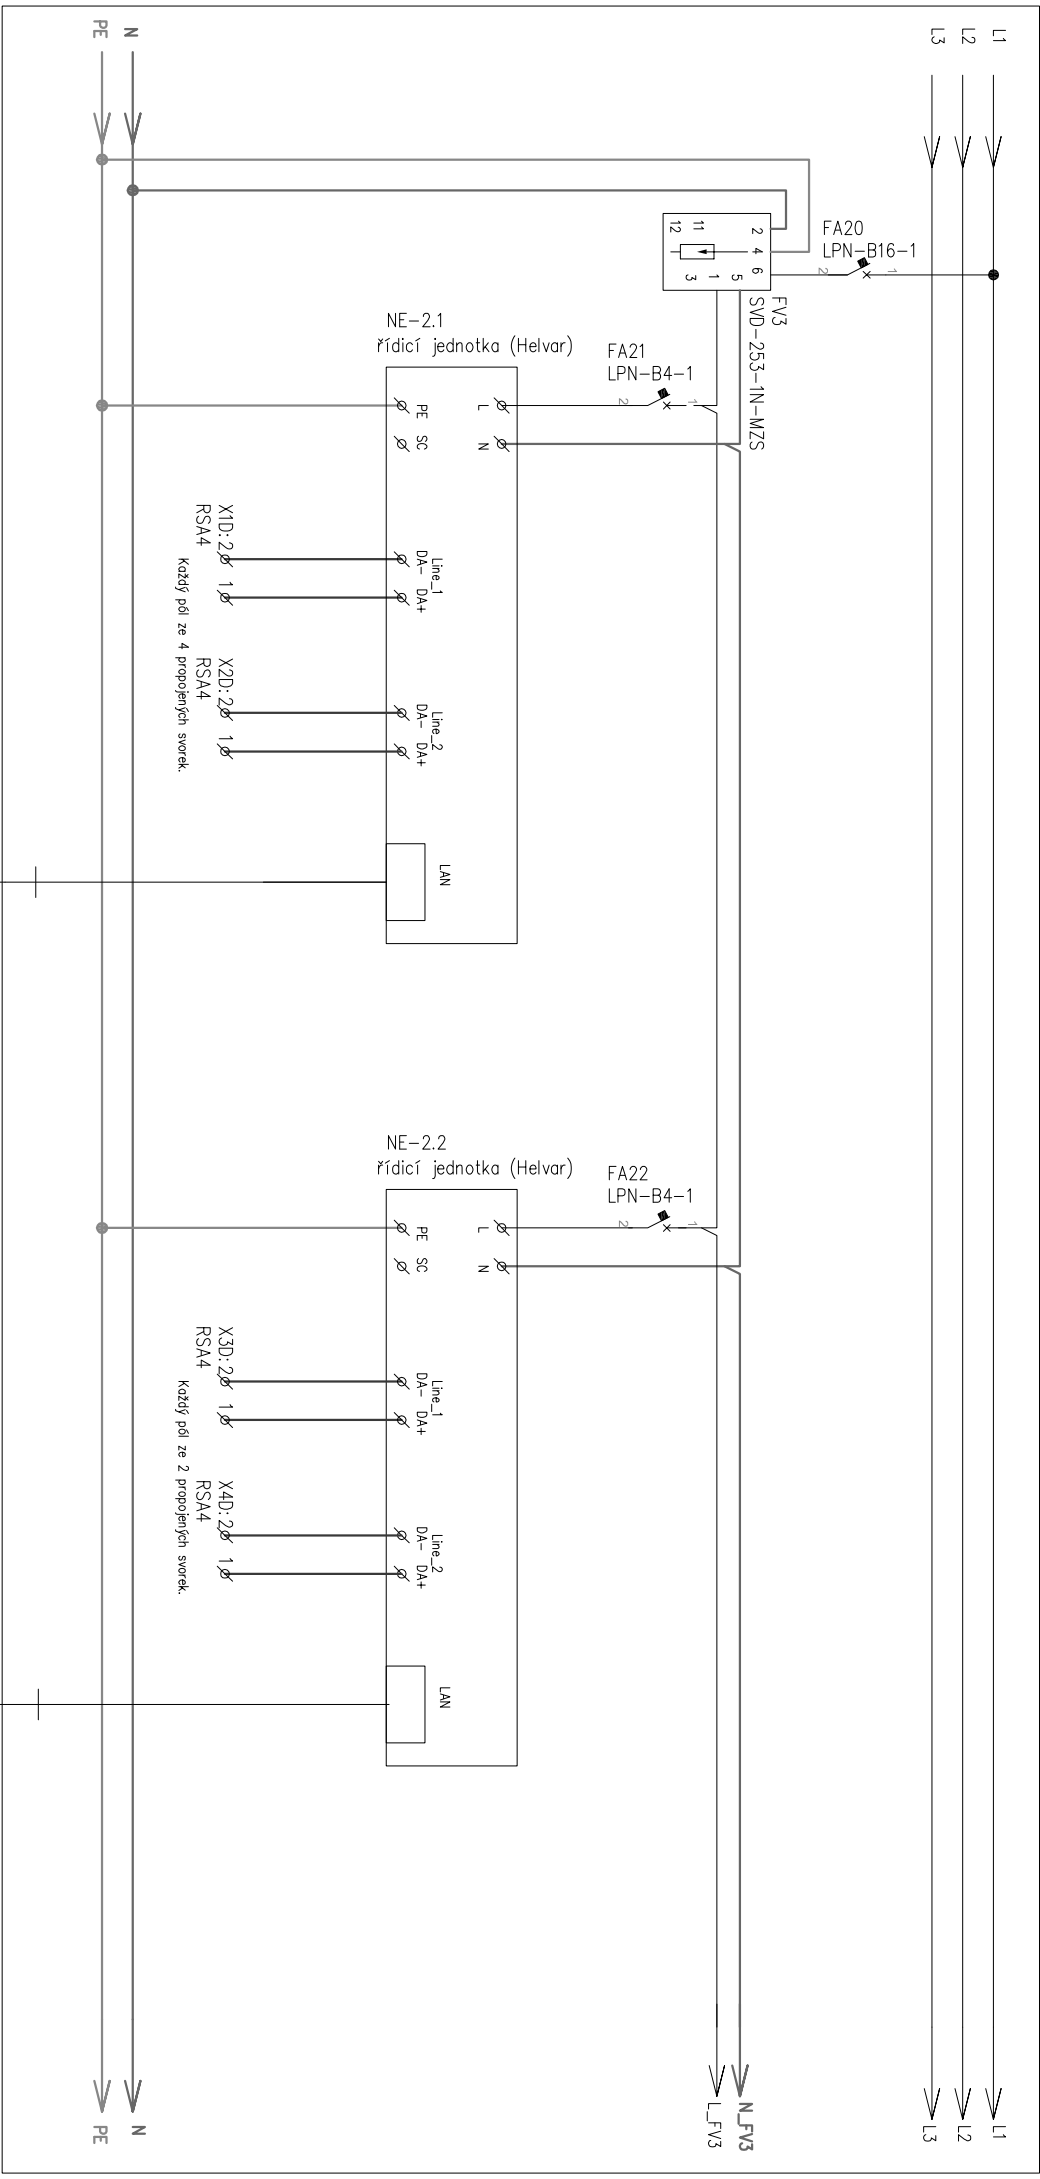 L1
L2
L3
N
PE
FA20
LPN-B16-1
1
2
2
4
6
11
12
5
1
3
FV3
SVD-253-1N-MZS
NE-2.1
řídicí jednotka (Helvar)
FA21
LPN-B4-1
1
2
L
N
PE
SC
Line_1
DA- DA+
Line_2
DA- DA+
LAN
X1D: 2
1
RSA4
X2D: 2
1
RSA4
Každý pól ze 4 propojených svorek.
NE-2.2
řídicí jednotka (Helvar)
FA22
LPN-B4-1
1
2
L
N
PE
SC
Line_1
DA- DA+
Line_2
DA- DA+
LAN
X3D: 2
1
RSA4
X4D: 2
1
RSA4
Každý pól ze 2 propojených svorek.
L1
L2
L3
N_FV3
L_FV3
N
PE